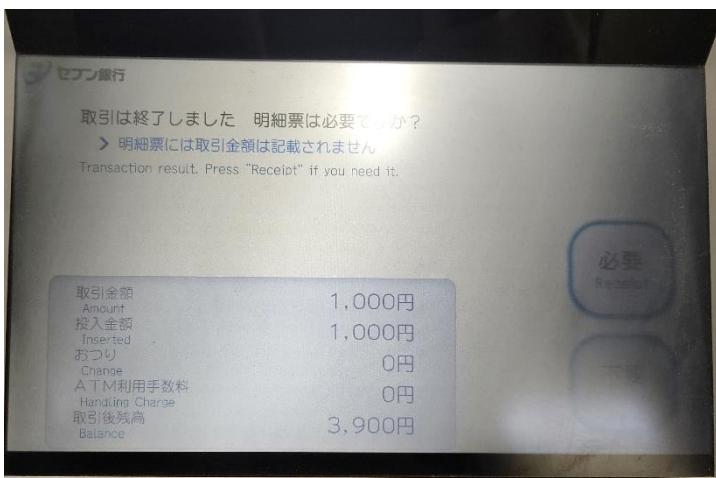 セブン銀行
取引は終了しました 明細票は必要ですか？
> 明細票には取引金額は記載されません
Transaction result. Press "Receipt" if you need it.
必要
Receipt
取引金額 1,000円
Amount
投入金額 1,000円
Inserted
おつり 0円
Change
ATM利用手数料 0円
Handling Charge
取引後残高 3,900円
Balance